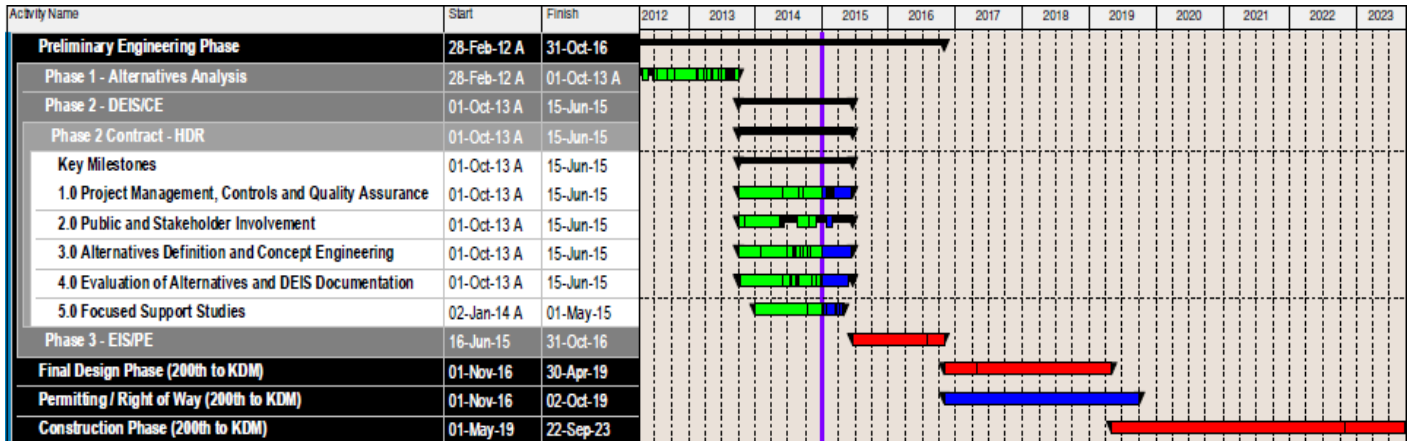 Activity Name Start Finish 2012 2013 2014 2015 2016 2017 2018 2019 2020 2021 2022 2023
Preliminary Engineering Phase 28-Feb-12 A 31-Oct-16
Phase 1 - Alternatives Analysis 28-Feb-12 A 01-Oct-13 A
Phase 2 - DEIS/CE 01-Oct-13 A 15-Jun-15
Phase 2 Contract - HDR 01-Oct-13 A 15-Jun-15
Key Milestones 01-Oct-13 A 15-Jun-15
1.0 Project Management, Controls and Quality Assurance 01-Oct-13 A 15-Jun-15
2.0 Public and Stakeholder Involvement 01-Oct-13 A 15-Jun-15
3.0 Alternatives Definition and Concept Engineering 01-Oct-13 A 15-Jun-15
4.0 Evaluation of Alternatives and DEIS Documentation 01-Oct-13 A 15-Jun-15
5.0 Focused Support Studies 02-Jan-14 A 01-May-15
Phase 3 - EIS/PE 16-Jun-15 31-Oct-16
Final Design Phase (200th to KDM) 01-Nov-16 30-Apr-19
Permitting / Right of Way (200th to KDM) 01-Nov-16 02-Oct-19
Construction Phase (200th to KDM) 01-May-19 22-Sep-23